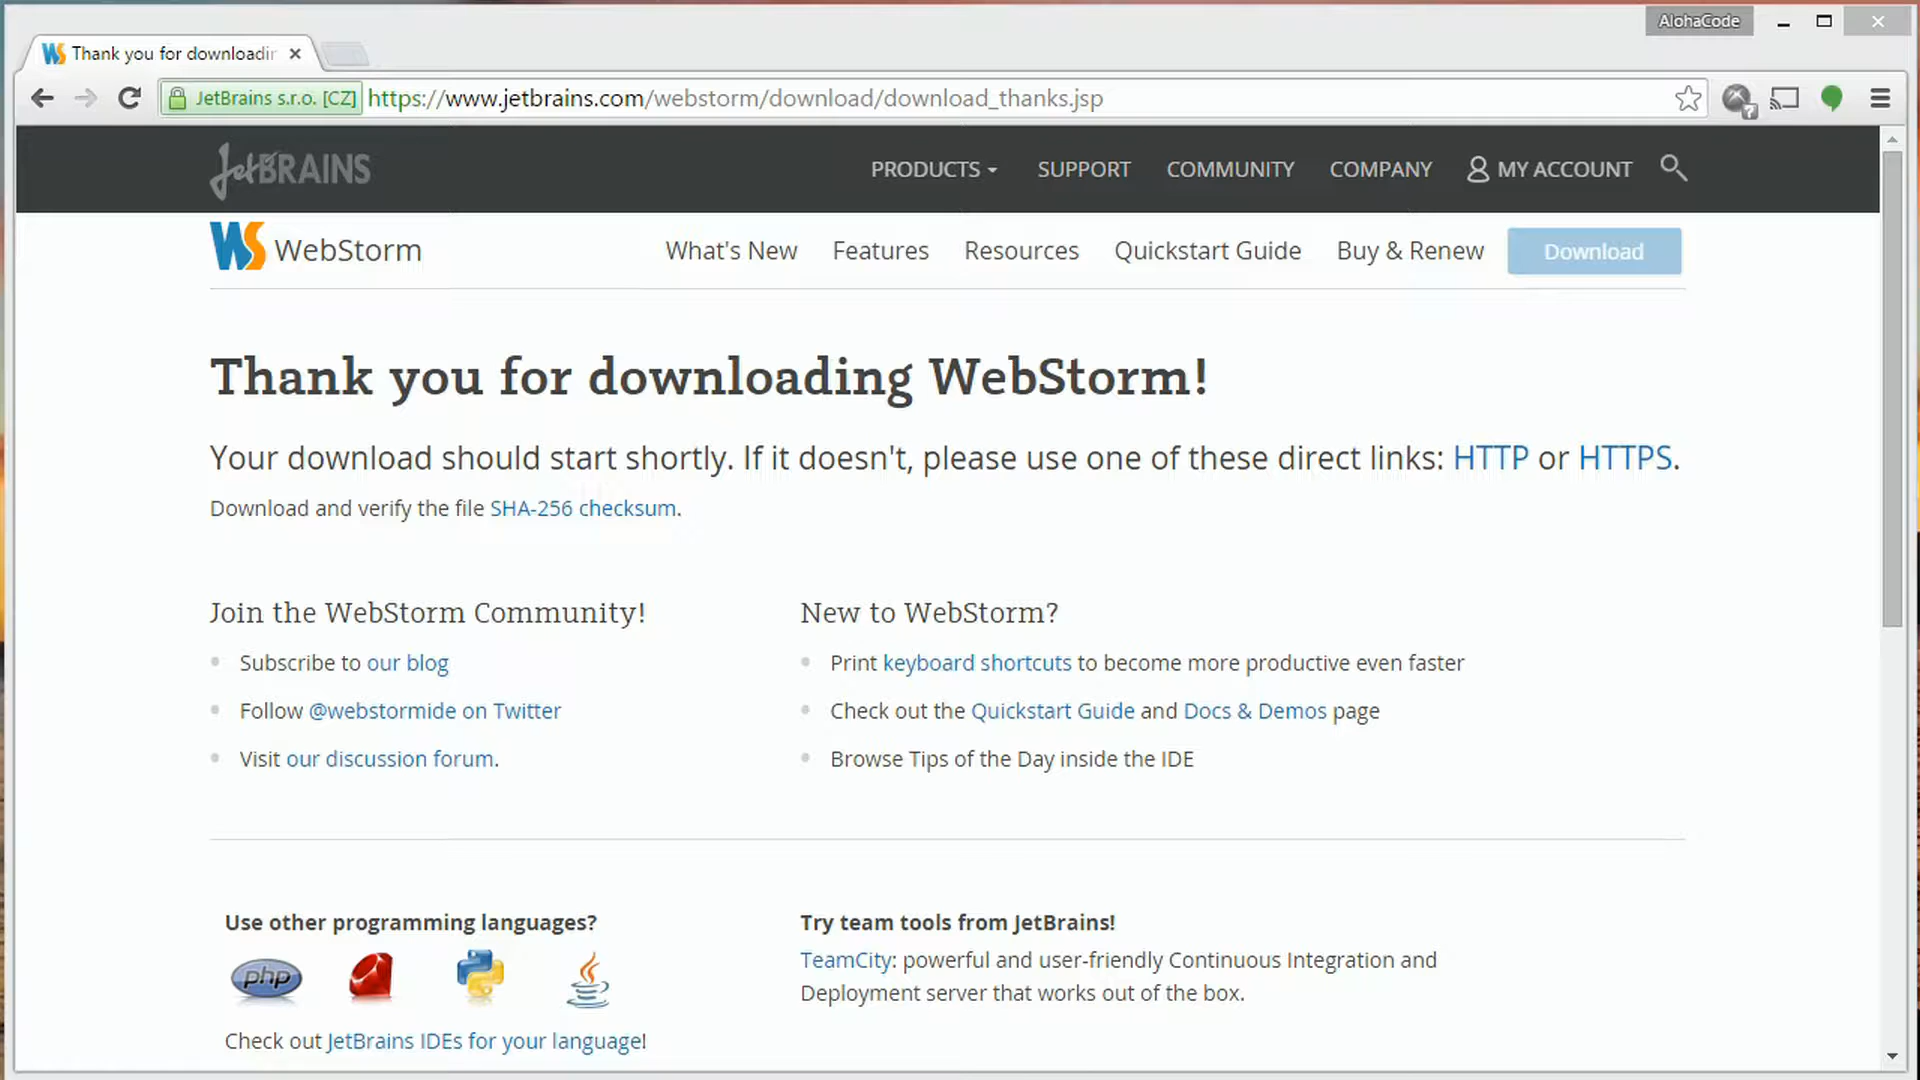 AlohaCode
Thank you for downloadin
JetBrains s.r.o. [CZ] https://www.jetbrains.com/webstorm/download/download_thanks.jsp
JetBRAINS PRODUCTS SUPPORT COMMUNITY COMPANY MY ACCOUNT
WS WebStorm What's New Features Resources Quickstart Guide Buy & Renew Download
Thank you for downloading WebStorm!
Your download should start shortly. If it doesn't, please use one of these direct links: HTTP or HTTPS.
Download and verify the file SHA-256 checksum.
Join the WebStorm Community!
Subscribe to our blog
Follow @webstormide on Twitter
Visit our discussion forum.
New to WebStorm?
Print keyboard shortcuts to become more productive even faster
Check out the Quickstart Guide and Docs & Demos page
Browse Tips of the Day inside the IDE
Use other programming languages?
php
Check out JetBrains IDEs for your language!
Try team tools from JetBrains!
TeamCity: powerful and user-friendly Continuous Integration and
Deployment server that works out of the box.